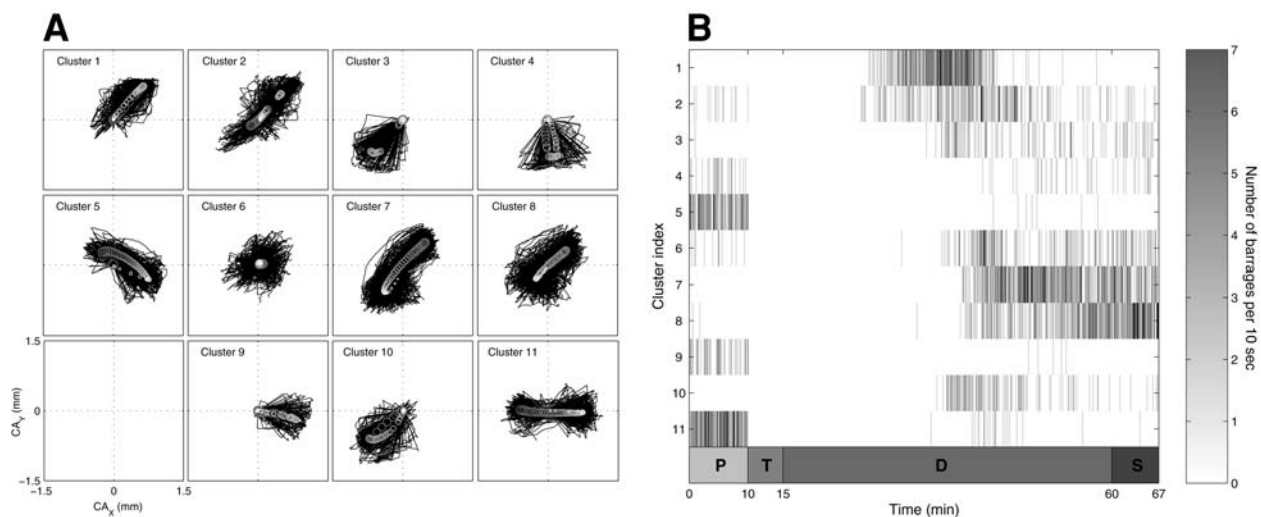 A
Cluster 1
Cluster 2
Cluster 3
Cluster 4
Cluster 5
Cluster 6
Cluster 7
Cluster 8
Cluster 9
Cluster 10
Cluster 11
1.5
0
−1.5
CAY (mm)
−1.5 0 1.5
CAX (mm)
B
Cluster index
1
2
3
4
5
6
7
8
9
10
11
P T D S
0 10 15 60 67
Time (min)
7
6
5
4
3
2
1
0
Number of barrages per 10 sec